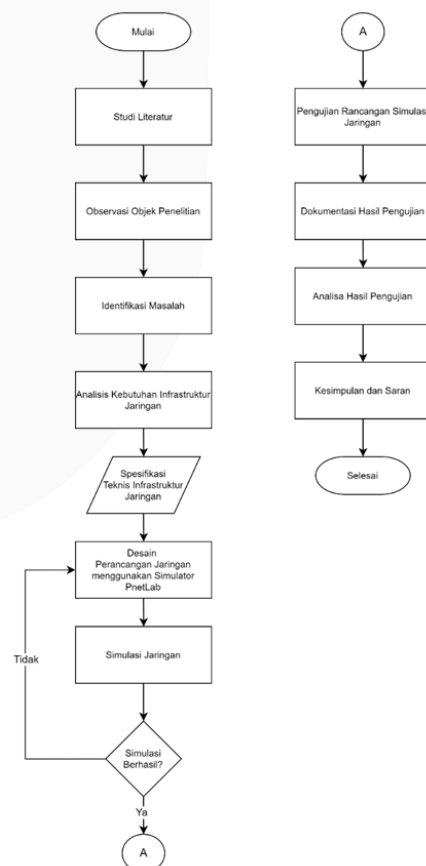 Mulai
Studi Literatur
Observasi Objek Penelitian
Identifikasi Masalah
Analisis Kebutuhan Infrastruktur
Jaringan
Spesifikasi
Teknis Infrastruktur
Jaringan
Desain
Perancangan Jaringan
menggunakan Simulator
PnetLab
Simulasi Jaringan
Tidak
Simulasi
Berhasil?
Ya
A
A
Pengujian Rancangan Simulasi
Jaringan
Dokumentasi Hasil Pengujian
Analisa Hasil Pengujian
Kesimpulan dan Saran
Selesai